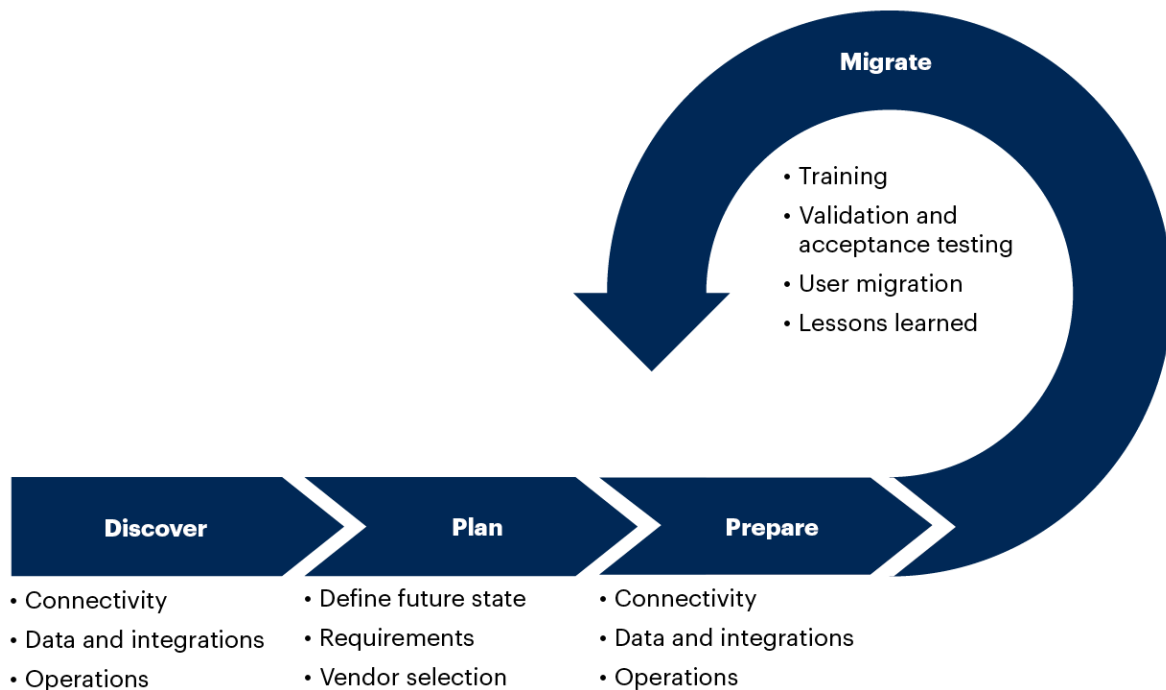 Migrate
• Training
• Validation and
acceptance testing
• User migration
• Lessons learned
Discover
Plan
Prepare
• Connectivity
• Data and integrations
• Operations
• Define future state
• Requirements
• Vendor selection
• Connectivity
• Data and integrations
• Operations